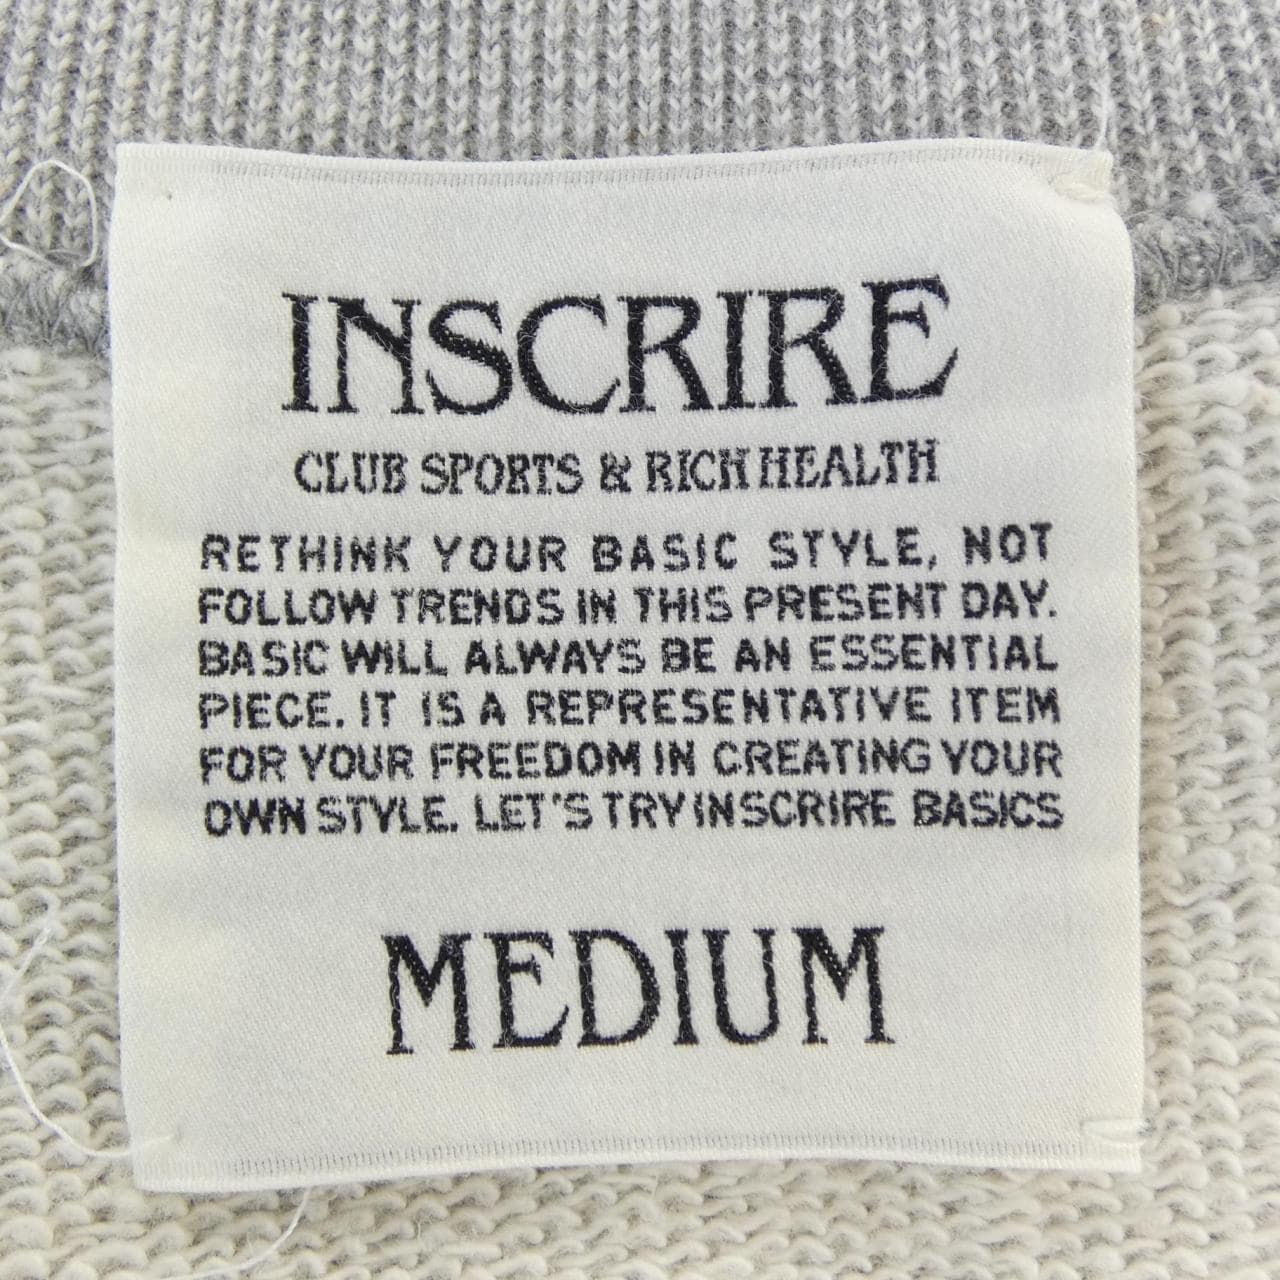 INSCRIRE
CLUB SPORTS & RICH HEALTH
RETHINK YOUR BASIC STYLE, NOT
FOLLOW TRENDS IN THIS PRESENT DAY.
BASIC WILL ALWAYS BE AN ESSENTIAL
PIECE. IT IS A REPRESENTATIVE ITEM
FOR YOUR FREEDOM IN CREATING YOUR
OWN STYLE. LET'S TRY INSCRIRE BASICS
MEDIUM